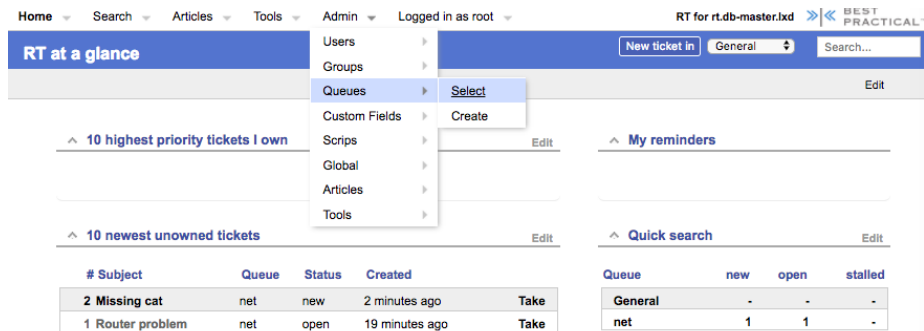 Home Search Articles Tools Admin Logged in as root RT for rt.db-master.lxd BEST PRACTICAL™
RT at a glance New ticket in General Search...
Edit
Users
Groups
Queues Select
Custom Fields Create
Scrips
Global
Articles
Tools
10 highest priority tickets I own Edit
My reminders
10 newest unowned tickets Edit
# Subject Queue Status Created
2 Missing cat net new 2 minutes ago Take
1 Router problem net open 19 minutes ago Take
Quick search Edit
Queue new open stalled
General - - -
net 1 1 -